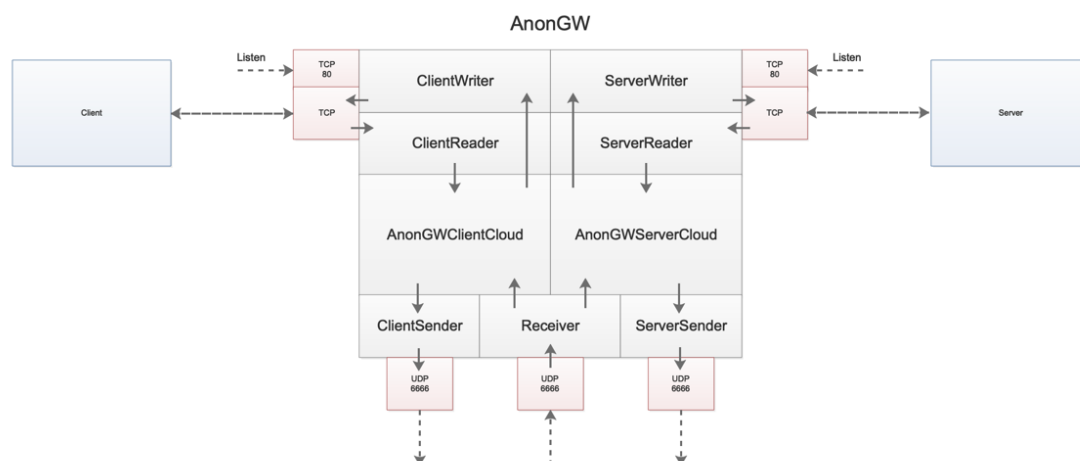 AnonGW
Listen
TCP
80
ClientWriter
ServerWriter
TCP
80
Listen
Client
TCP
TCP
Server
ClientReader
ServerReader
AnonGWClientCloud
AnonGWServerCloud
ClientSender
Receiver
ServerSender
UDP
6666
UDP
6666
UDP
6666